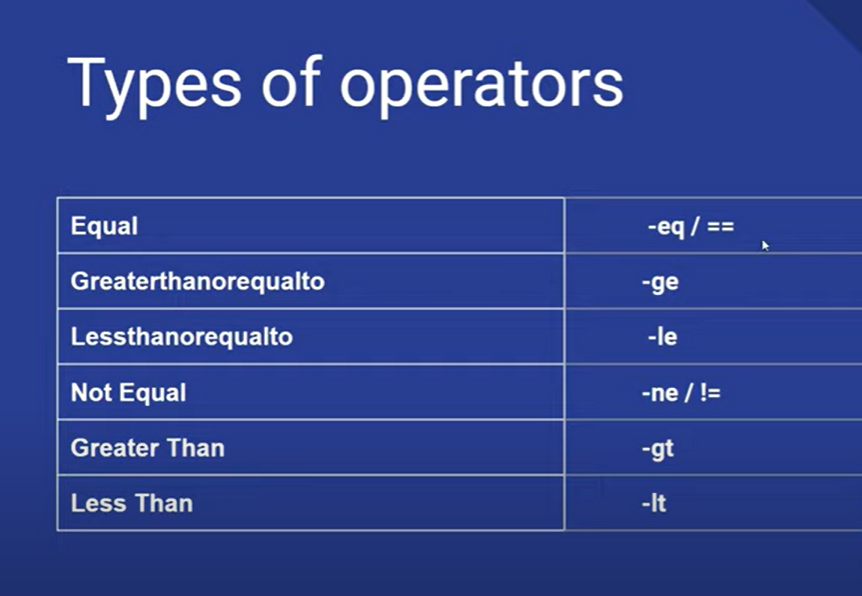 Types of operators
Equal -eq / ==
Greaterthanorequalto -ge
Lessthanorequalto -le
Not Equal -ne / !=
Greater Than -gt
Less Than -lt